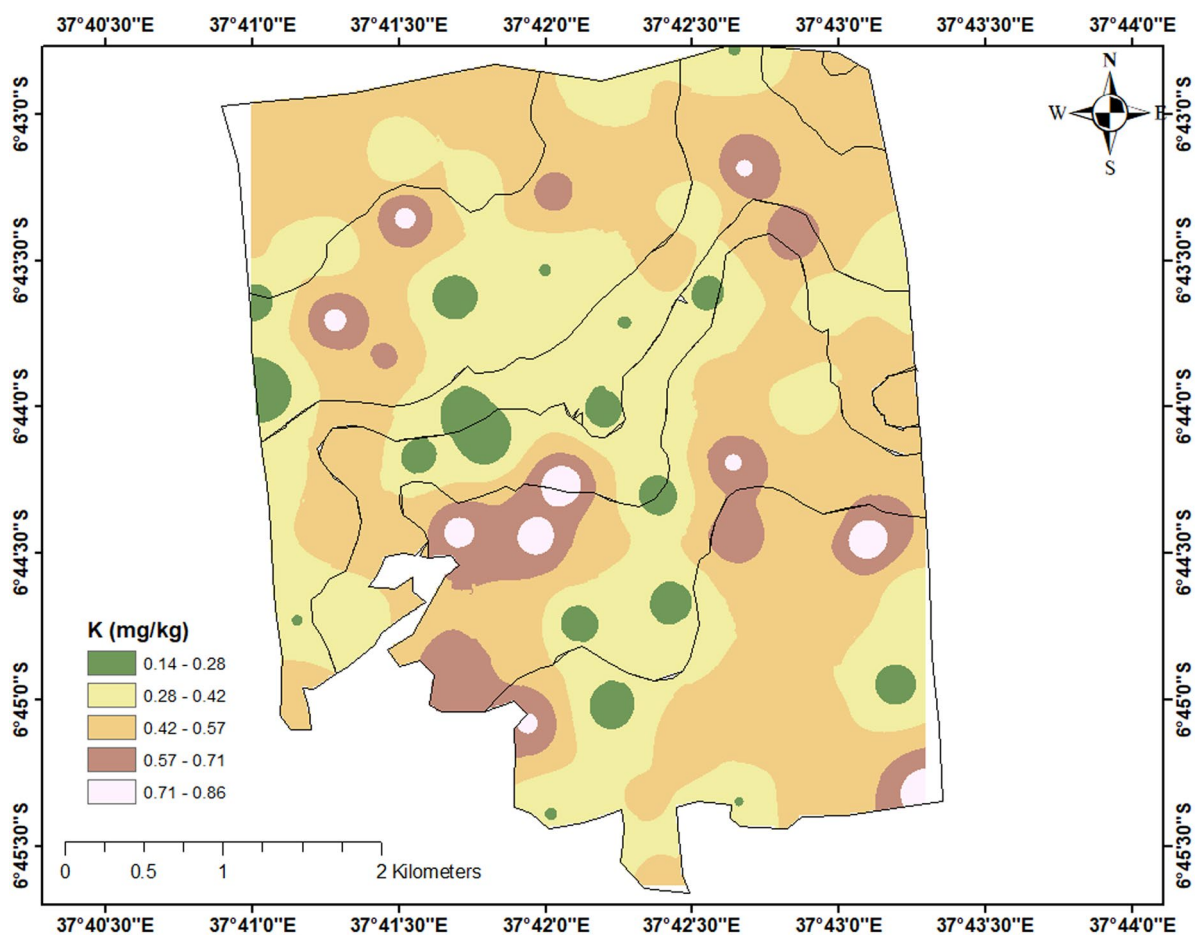 37°40'30"E 37°41'0"E 37°41'30"E 37°42'0"E 37°42'30"E 37°43'0"E 37°43'30"E 37°44'0"E
N
W E
S
6°43'0"S 6°43'0"S
6°43'30"S 6°43'30"S
6°44'0"S 6°44'0"S
6°44'30"S 6°44'30"S
6°45'0"S 6°45'0"S
6°45'30"S 6°45'30"S
K (mg/kg)
0.14 - 0.28
0.28 - 0.42
0.42 - 0.57
0.57 - 0.71
0.71 - 0.86
0 0.5 1 2 Kilometers
37°40'30"E 37°41'0"E 37°41'30"E 37°42'0"E 37°42'30"E 37°43'0"E 37°43'30"E 37°44'0"E